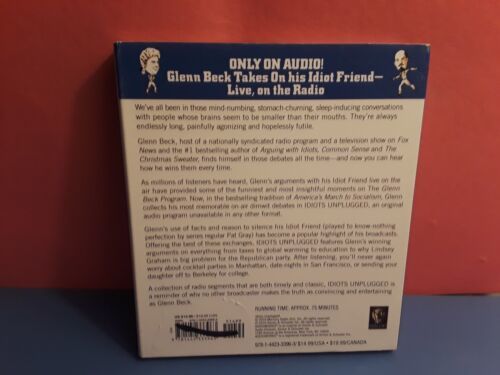 ONLY ON AUDIO!
Glenn Beck Takes On his Idiot Friend—
Live, on the Radio
We've all been in those mind-numbing, stomach-churning, sleep-inducing conversations
with people whose brains seem to be smaller than their mouths. They're always
endlessly long, painfully agonizing and hopelessly futile.
Glenn Beck, host of a nationally syndicated radio program and a television show on Fox
News and the #1 bestselling author of Arguing with Idiots, Common Sense and The
Christmas Sweater, finds himself in those debates all the time—and now you can hear
how he wins them every time.
As millions of listeners have heard, Glenn's arguments with his Idiot Friend live on the
air have provided some of the funniest and most insightful moments on The Glenn
Beck Program. Now, in the bestselling tradition of America's March to Socialism, Glenn
collects his most memorable on air dimwit debates in IDIOTS UNPLUGGED, an original
audio program unavailable in any other format.
Glenn's use of facts and reason to silence his Idiot Friend (played to know-nothing
perfection by series regular Pat Gray) has become a popular highlight of his broadcasts.
Offering the best of these exchanges, IDIOTS UNPLUGGED features Glenn's winning
arguments on everything from taxes to global warming to education to why Lindsey
Graham is big problem for the Republican party. After listening, you'll never again
worry about cocktail parties in Manhattan, date nights in San Francisco, or sending your
daughter off to Berkeley for college.
A collection of radio segments that are both timely and classic, IDIOTS UNPLUGGED is
a reminder of why no other broadcaster makes the truth as convincing and entertaining
as Glenn Beck.
RUNNING TIME: APPROX. 75 MINUTES
978-1-4423-3396-3/ $14.99 USA • $19.99/CANADA